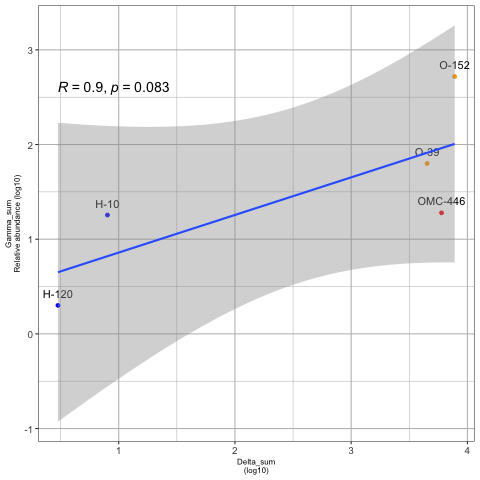 R = 0.9, p = 0.083
O-152
O-39
OMC-446
H-10
H-120
3
2
1
0
-1
1
2
3
4
Gamma_sum
Relative abundance (log10)
Delta_sum
(log10)